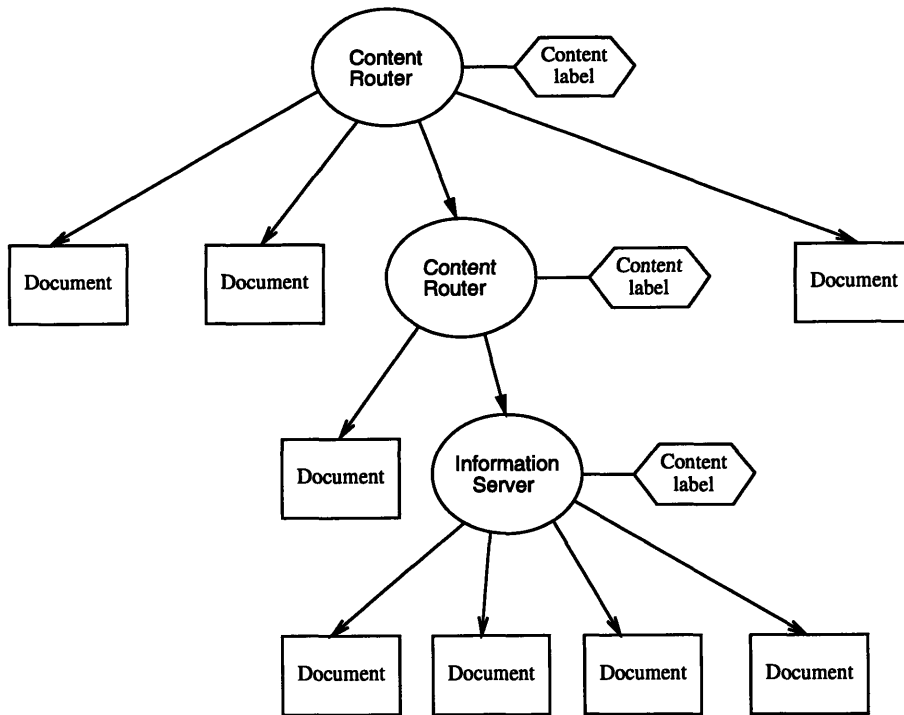 Content
Router
Content
label
Document
Document
Content
Router
Content
label
Document
Document
Information
Server
Content
label
Document
Document
Document
Document